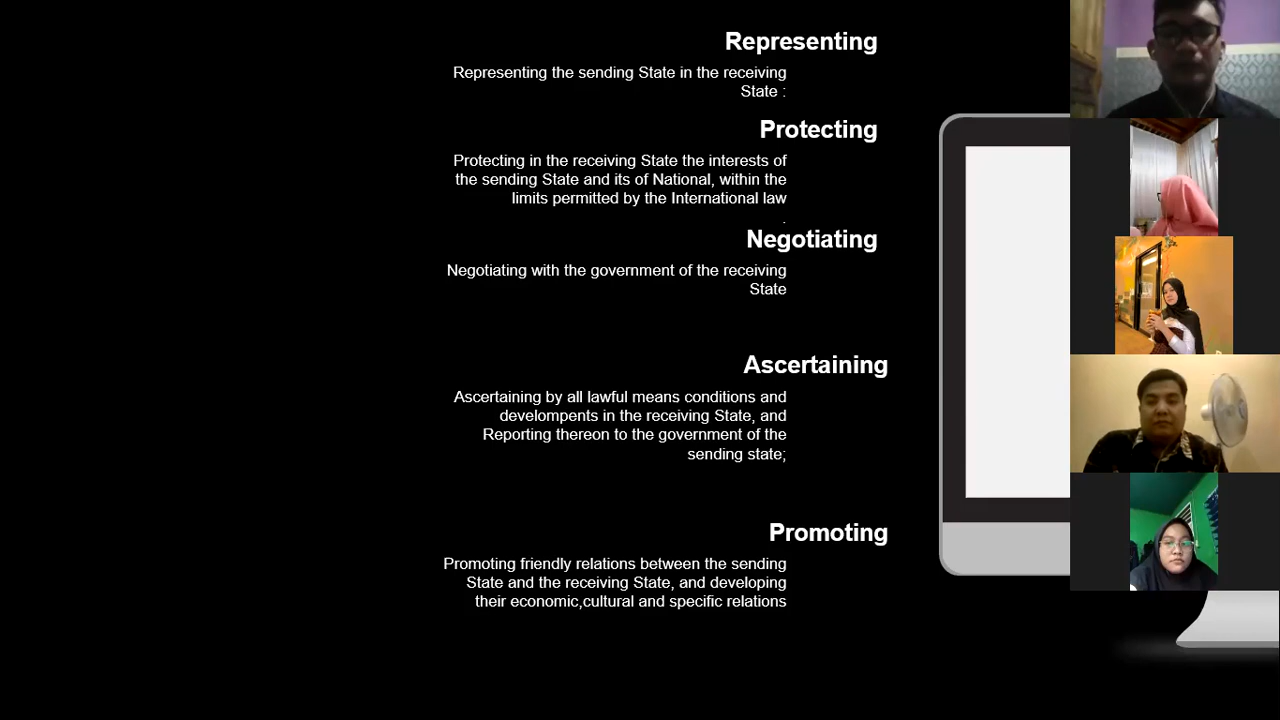 Representing
Representing the sending State in the receiving
State :
Protecting
Protecting in the receiving State the interests of
the sending State and its of National, within the
limits permitted by the International law
.
Negotiating
Negotiating with the government of the receiving
State
Ascertaining
Ascertaining by all lawful means conditions and
develompents in the receiving State, and
Reporting thereon to the government of the
sending state;
Promoting
Promoting friendly relations between the sending
State and the receiving State, and developing
their economic,cultural and specific relations